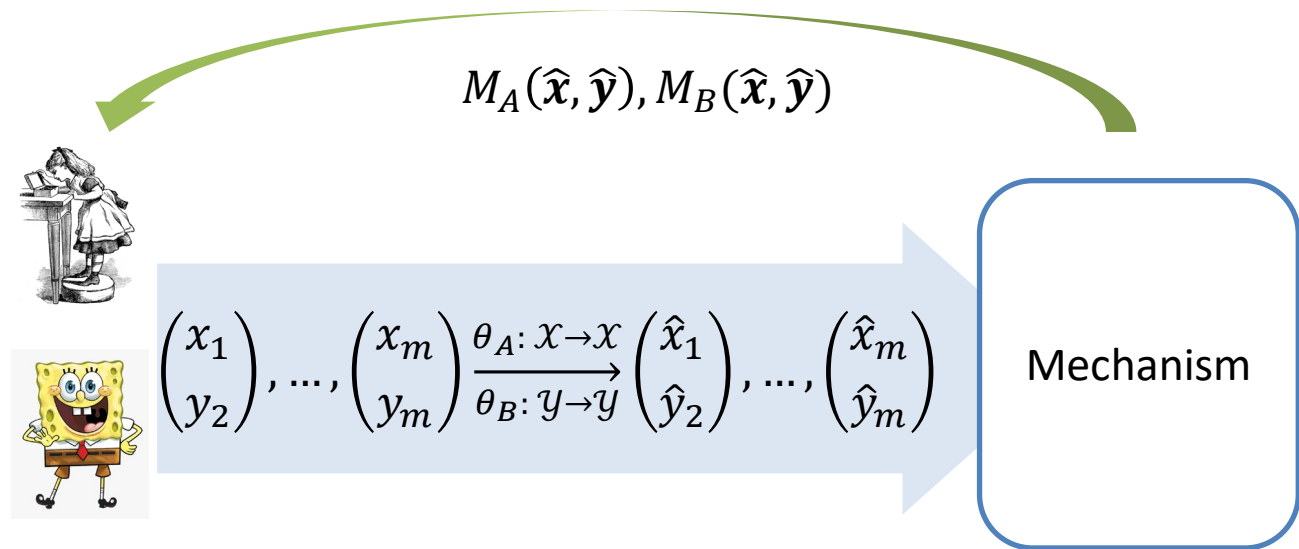 M_A(x̂, ŷ), M_B(x̂, ŷ)
(x_1 y_2), …, (x_m y_m) θ_A: 𝒳→𝒳 θ_B: 𝒴→𝒴 (x̂_1 ŷ_2), …, (x̂_m ŷ_m)
Mechanism